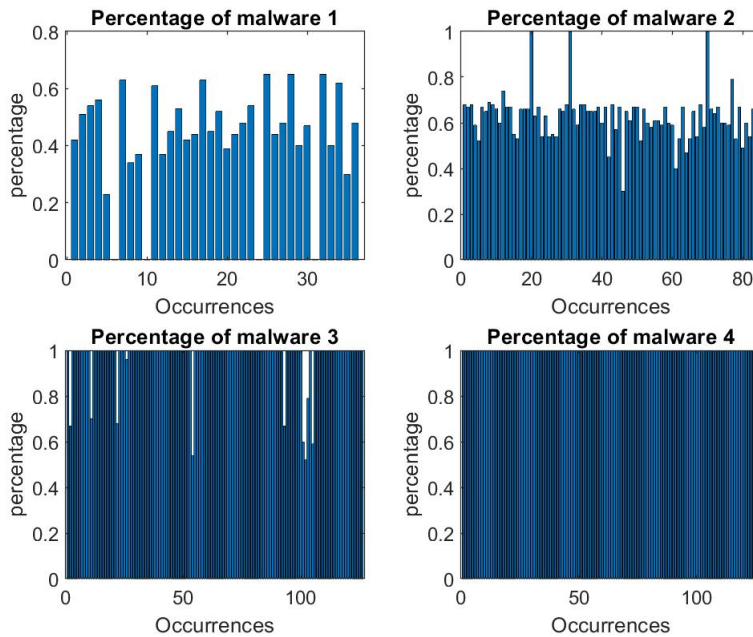 Percentage of malware 1
0.8
0.6
0.4
0.2
0
percentage
0 10 20 30
Occurrences
Percentage of malware 2
1
0.8
0.6
0.4
0.2
0
percentage
20 40 60 80
Occurrences
Percentage of malware 3
1
0.8
0.6
0.4
0.2
0
percentage
0 50 100
Occurrences
Percentage of malware 4
1
0.8
0.6
0.4
0.2
0
percentage
0 50 100
Occurrences